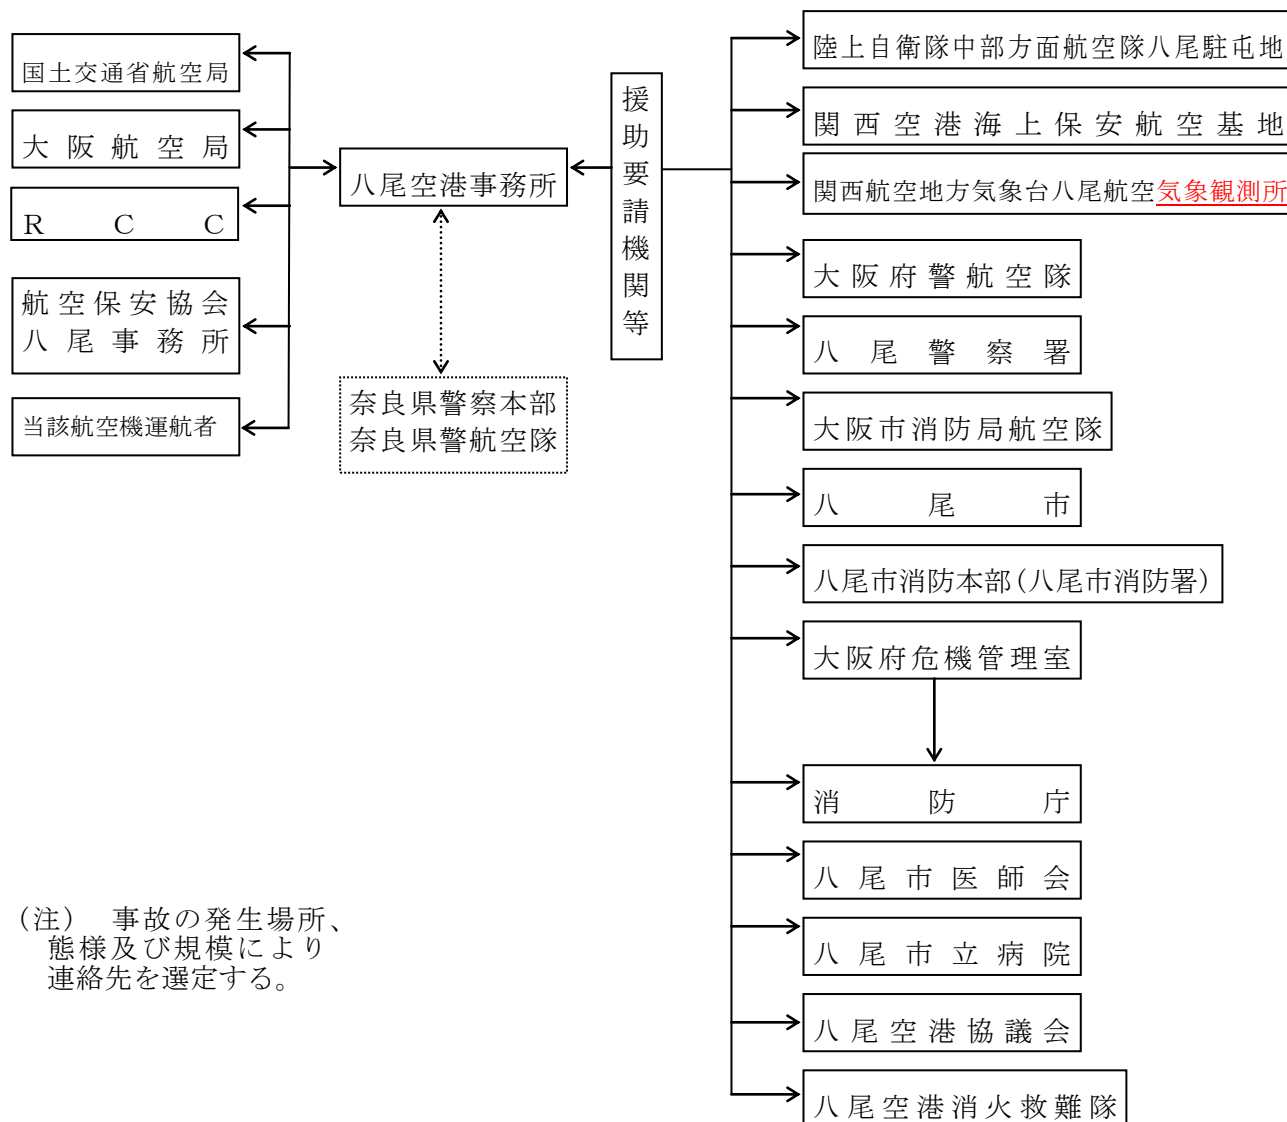 国土交通省航空局
大阪航空局
RCC
航空保安協会
八尾事務所
当該航空機運航者
八尾空港事務所
奈良県警察本部
奈良県警航空隊
援助要請機関等
陸上自衛隊中部方面航空隊八尾駐屯地
関西空港海上保安航空基地
関西航空地方気象台八尾航空気象観測所
大阪府警航空隊
八尾警察署
大阪市消防局航空隊
八尾市
八尾市消防本部(八尾市消防署)
大阪府危機管理室
消防庁
八尾市医師会
八尾市立病院
八尾空港協議会
八尾空港消火救難隊
(注) 事故の発生場所、
態様及び規模により
連絡先を選定する。